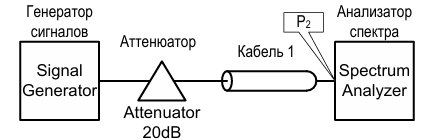 Генератор
сигналов
Аттенюатор
Кабель 1
P2
Анализатор
спектра
Signal
Generator
Attenuator
20dB
Spectrum
Analyzer